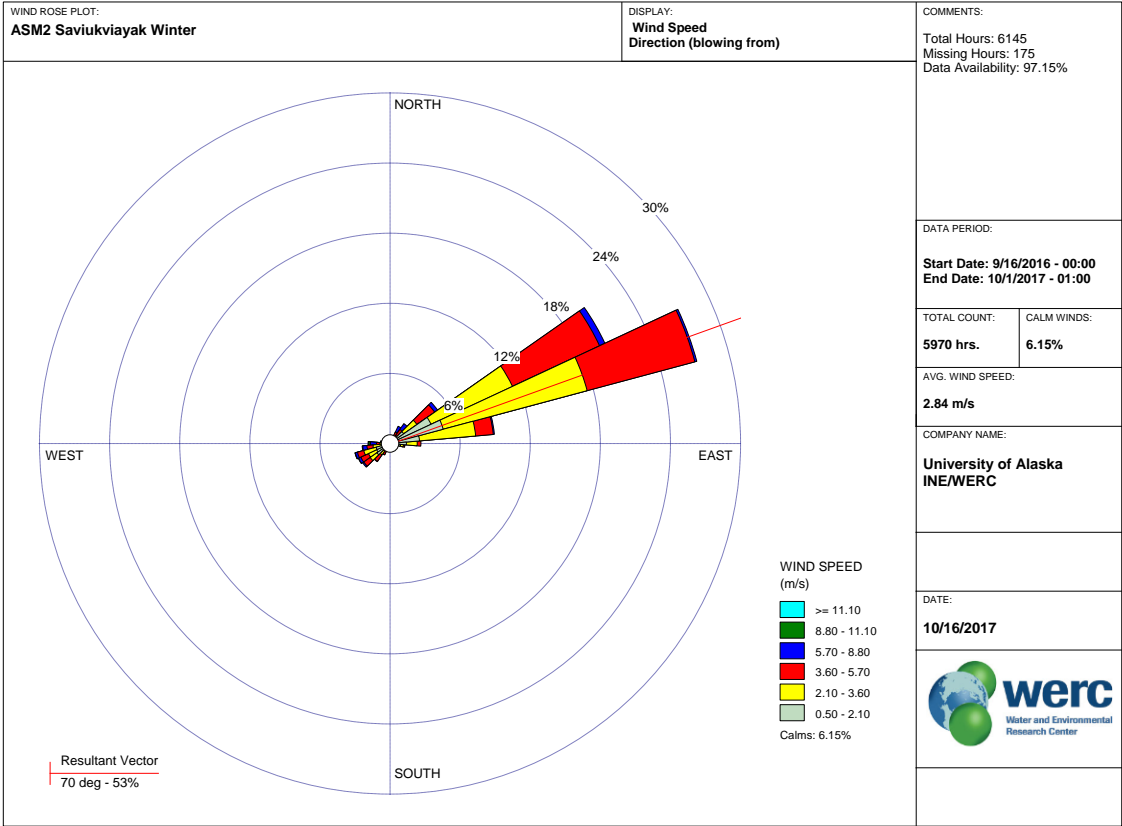 WIND ROSE PLOT:
ASM2 Saviukviayak Winter
DISPLAY:
Wind Speed
Direction (blowing from)
COMMENTS:
Total Hours: 6145
Missing Hours: 175
Data Availability: 97.15%
NORTH
30%
24%
18%
12%
6%
WEST
EAST
SOUTH
WIND SPEED
(m/s)
>= 11.10
8.80 - 11.10
5.70 - 8.80
3.60 - 5.70
2.10 - 3.60
0.50 - 2.10
Calms: 6.15%
Resultant Vector
70 deg - 53%
DATA PERIOD:
Start Date: 9/16/2016 - 00:00
End Date: 10/1/2017 - 01:00
TOTAL COUNT:
5970 hrs.
CALM WINDS:
6.15%
AVG. WIND SPEED:
2.84 m/s
COMPANY NAME:
University of Alaska
INE/WERC
DATE:
10/16/2017
werc
Water and Environmental
Research Center